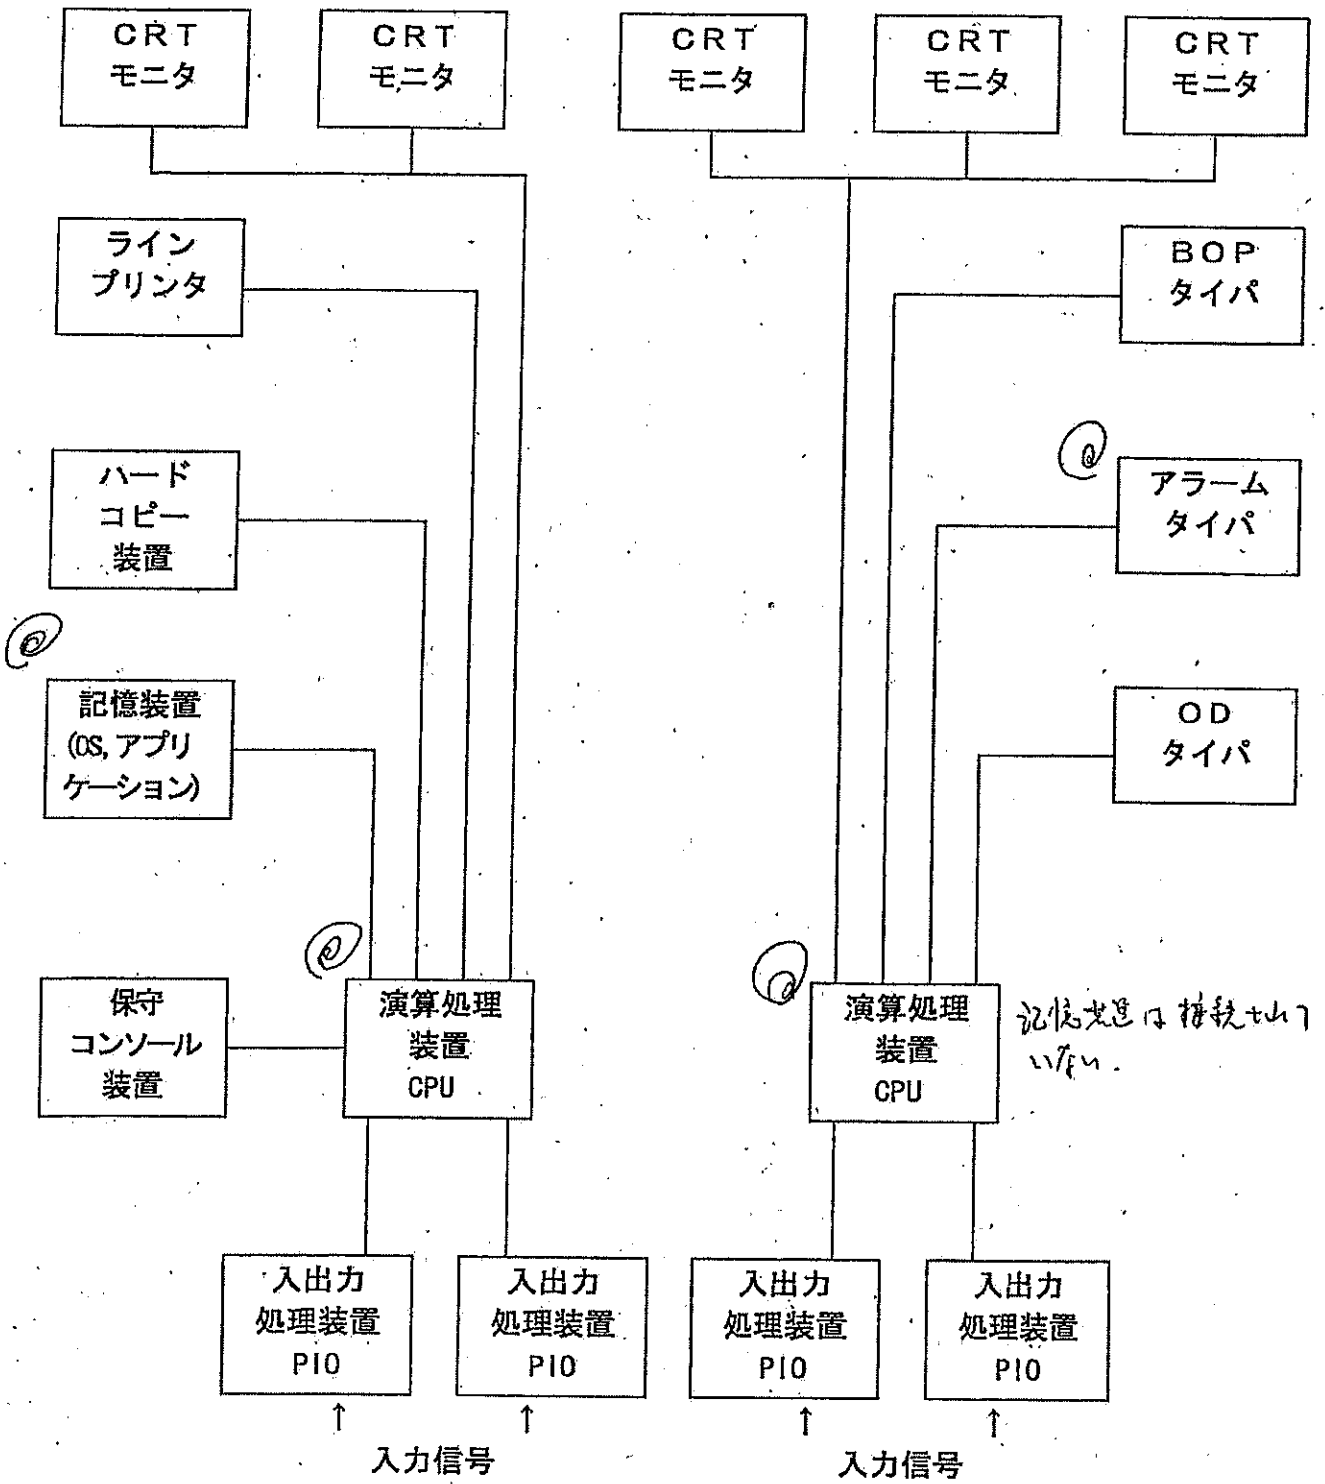 CRT
モニタ
CRT
モニタ
CRT
モニタ
CRT
モニタ
CRT
モニタ
ライン
プリンタ
BOP
タイパ
ハード
コピー
装置
アラーム
タイパ
記憶装置
(OS,アプリ
ケーション)
OD
タイパ
保守
コンソール
装置
演算処理
装置
CPU
演算処理
装置
CPU
記憶装置は接続されて
いない.
入出力
処理装置
PIO
入出力
処理装置
PIO
入出力
処理装置
PIO
入出力
処理装置
PIO
↑
↑
↑
↑
入力信号
入力信号